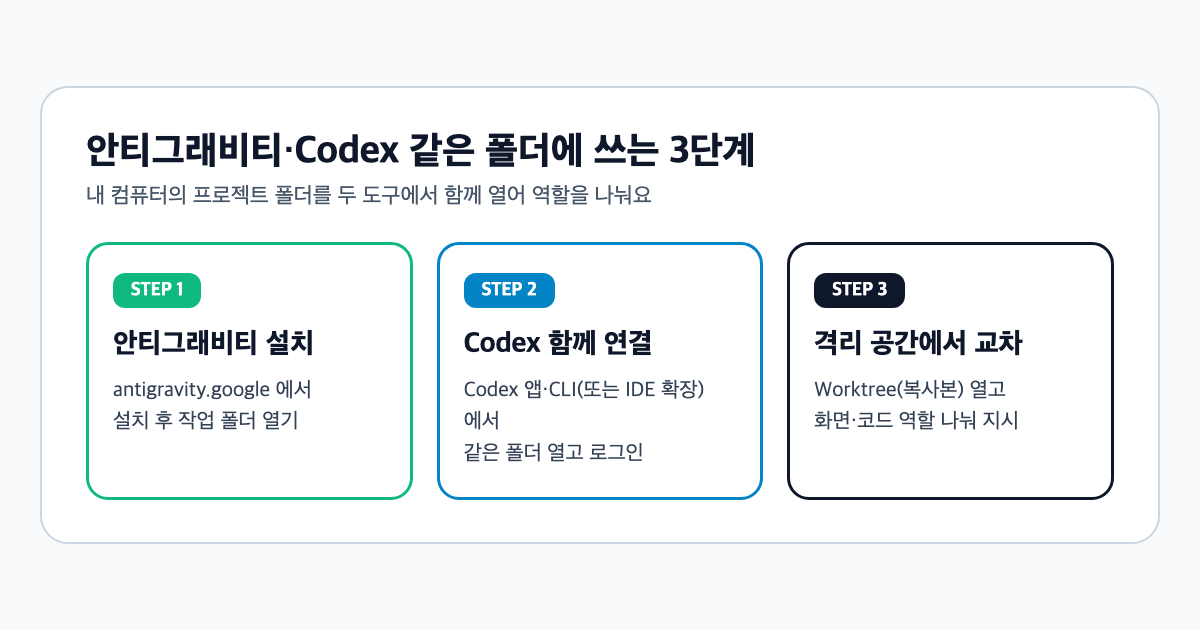 안티그래비티·Codex 같은 폴더에 쓰는 3단계
내 컴퓨터의 프로젝트 폴더를 두 도구에서 함께 열어 역할을 나눠요
STEP 1
안티그래비티 설치
antigravity.google 에서
설치 후 작업 폴더 열기
STEP 2
Codex 함께 연결
Codex 앱·CLI(또는 IDE 확장)
에서
같은 폴더 열고 로그인
STEP 3
격리 공간에서 교차
Worktree(복사본) 열고
화면·코드 역할 나눠 지시